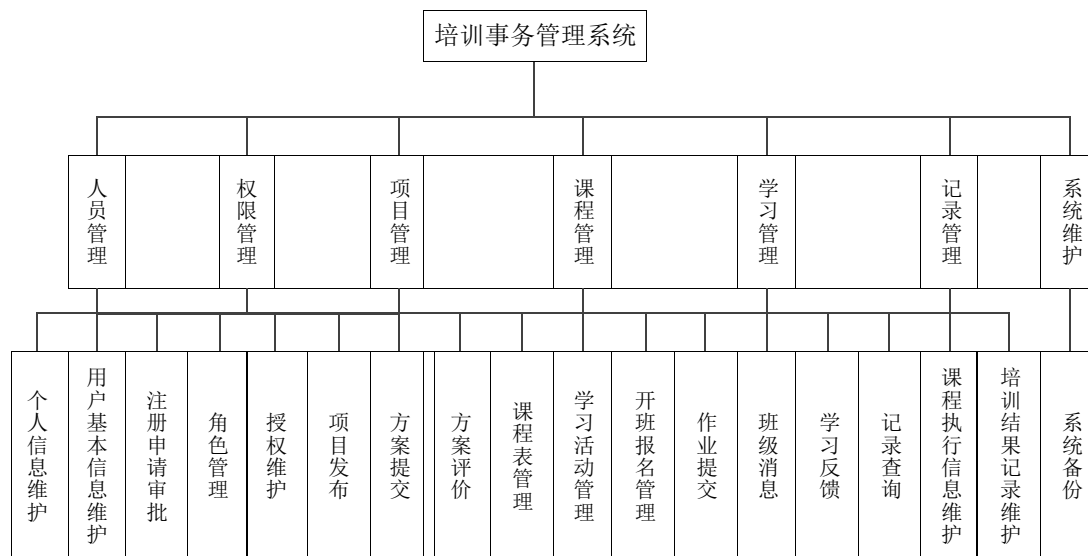 培训事务管理系统
人员管理
权限管理
项目管理
课程管理
学习管理
记录管理
系统维护
个人信息维护
用户基本信息维护
注册申请审批
角色管理
授权维护
项目发布
方案提交
方案评价
课程表管理
学习活动管理
开班报名管理
作业提交
班级消息
学习反馈
记录查询
课程执行信息维护
培训结果记录维护
系统备份